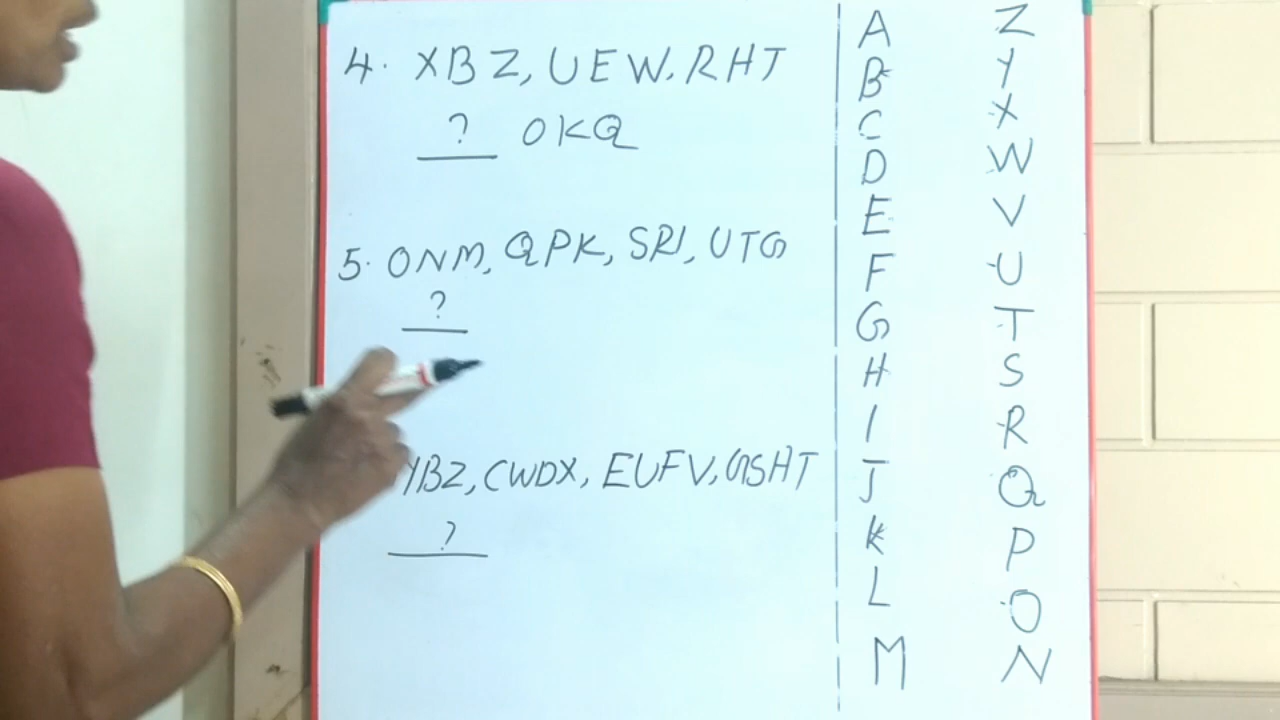 4. XBZ, UEW, RHT
? OKQ
5. ONM, QPK, SRI, UTG
?
YBZ, CWDX, EUFV, GSHT
?
A Z
B Y
C X
D W
E V
F U
G T
H S
I R
J Q
K P
L O
M N